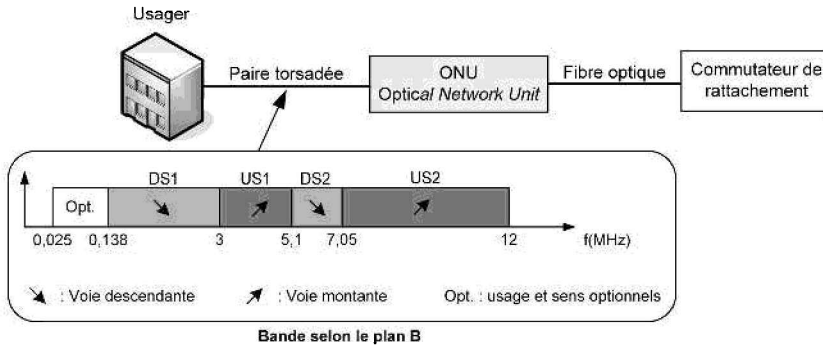 Usager
Paire torsadée
ONU
Optical Network Unit
Fibre optique
Commutateur de
rattachement
DS1 US1 DS2 US2
Opt.
0,025 0,138 3 5,1 7,05 12 f(MHz)
: Voie descendante : Voie montante Opt. : usage et sens optionnels
Bande selon le plan B